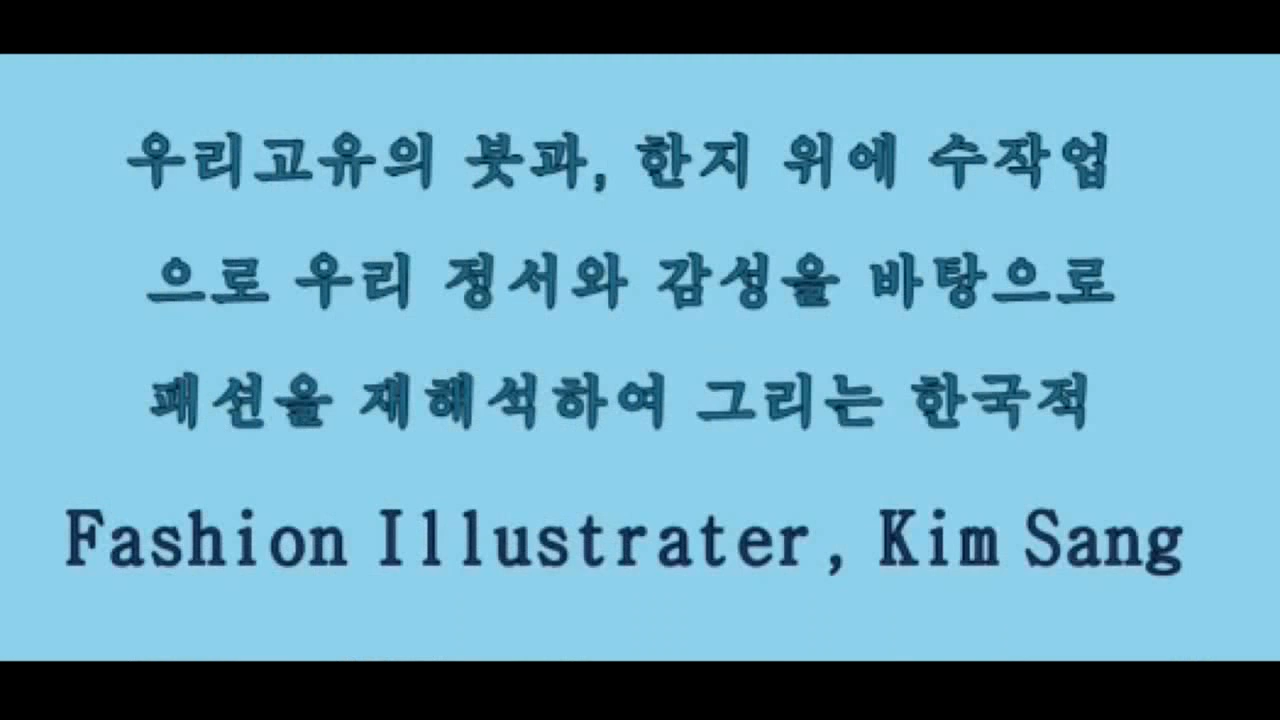 우리고유의 붓과, 한지 위에 수작업
으로 우리 정서와 감성을 바탕으로
패션을 재해석하여 그리는 한국적
Fashion Illustrater, Kim Sang